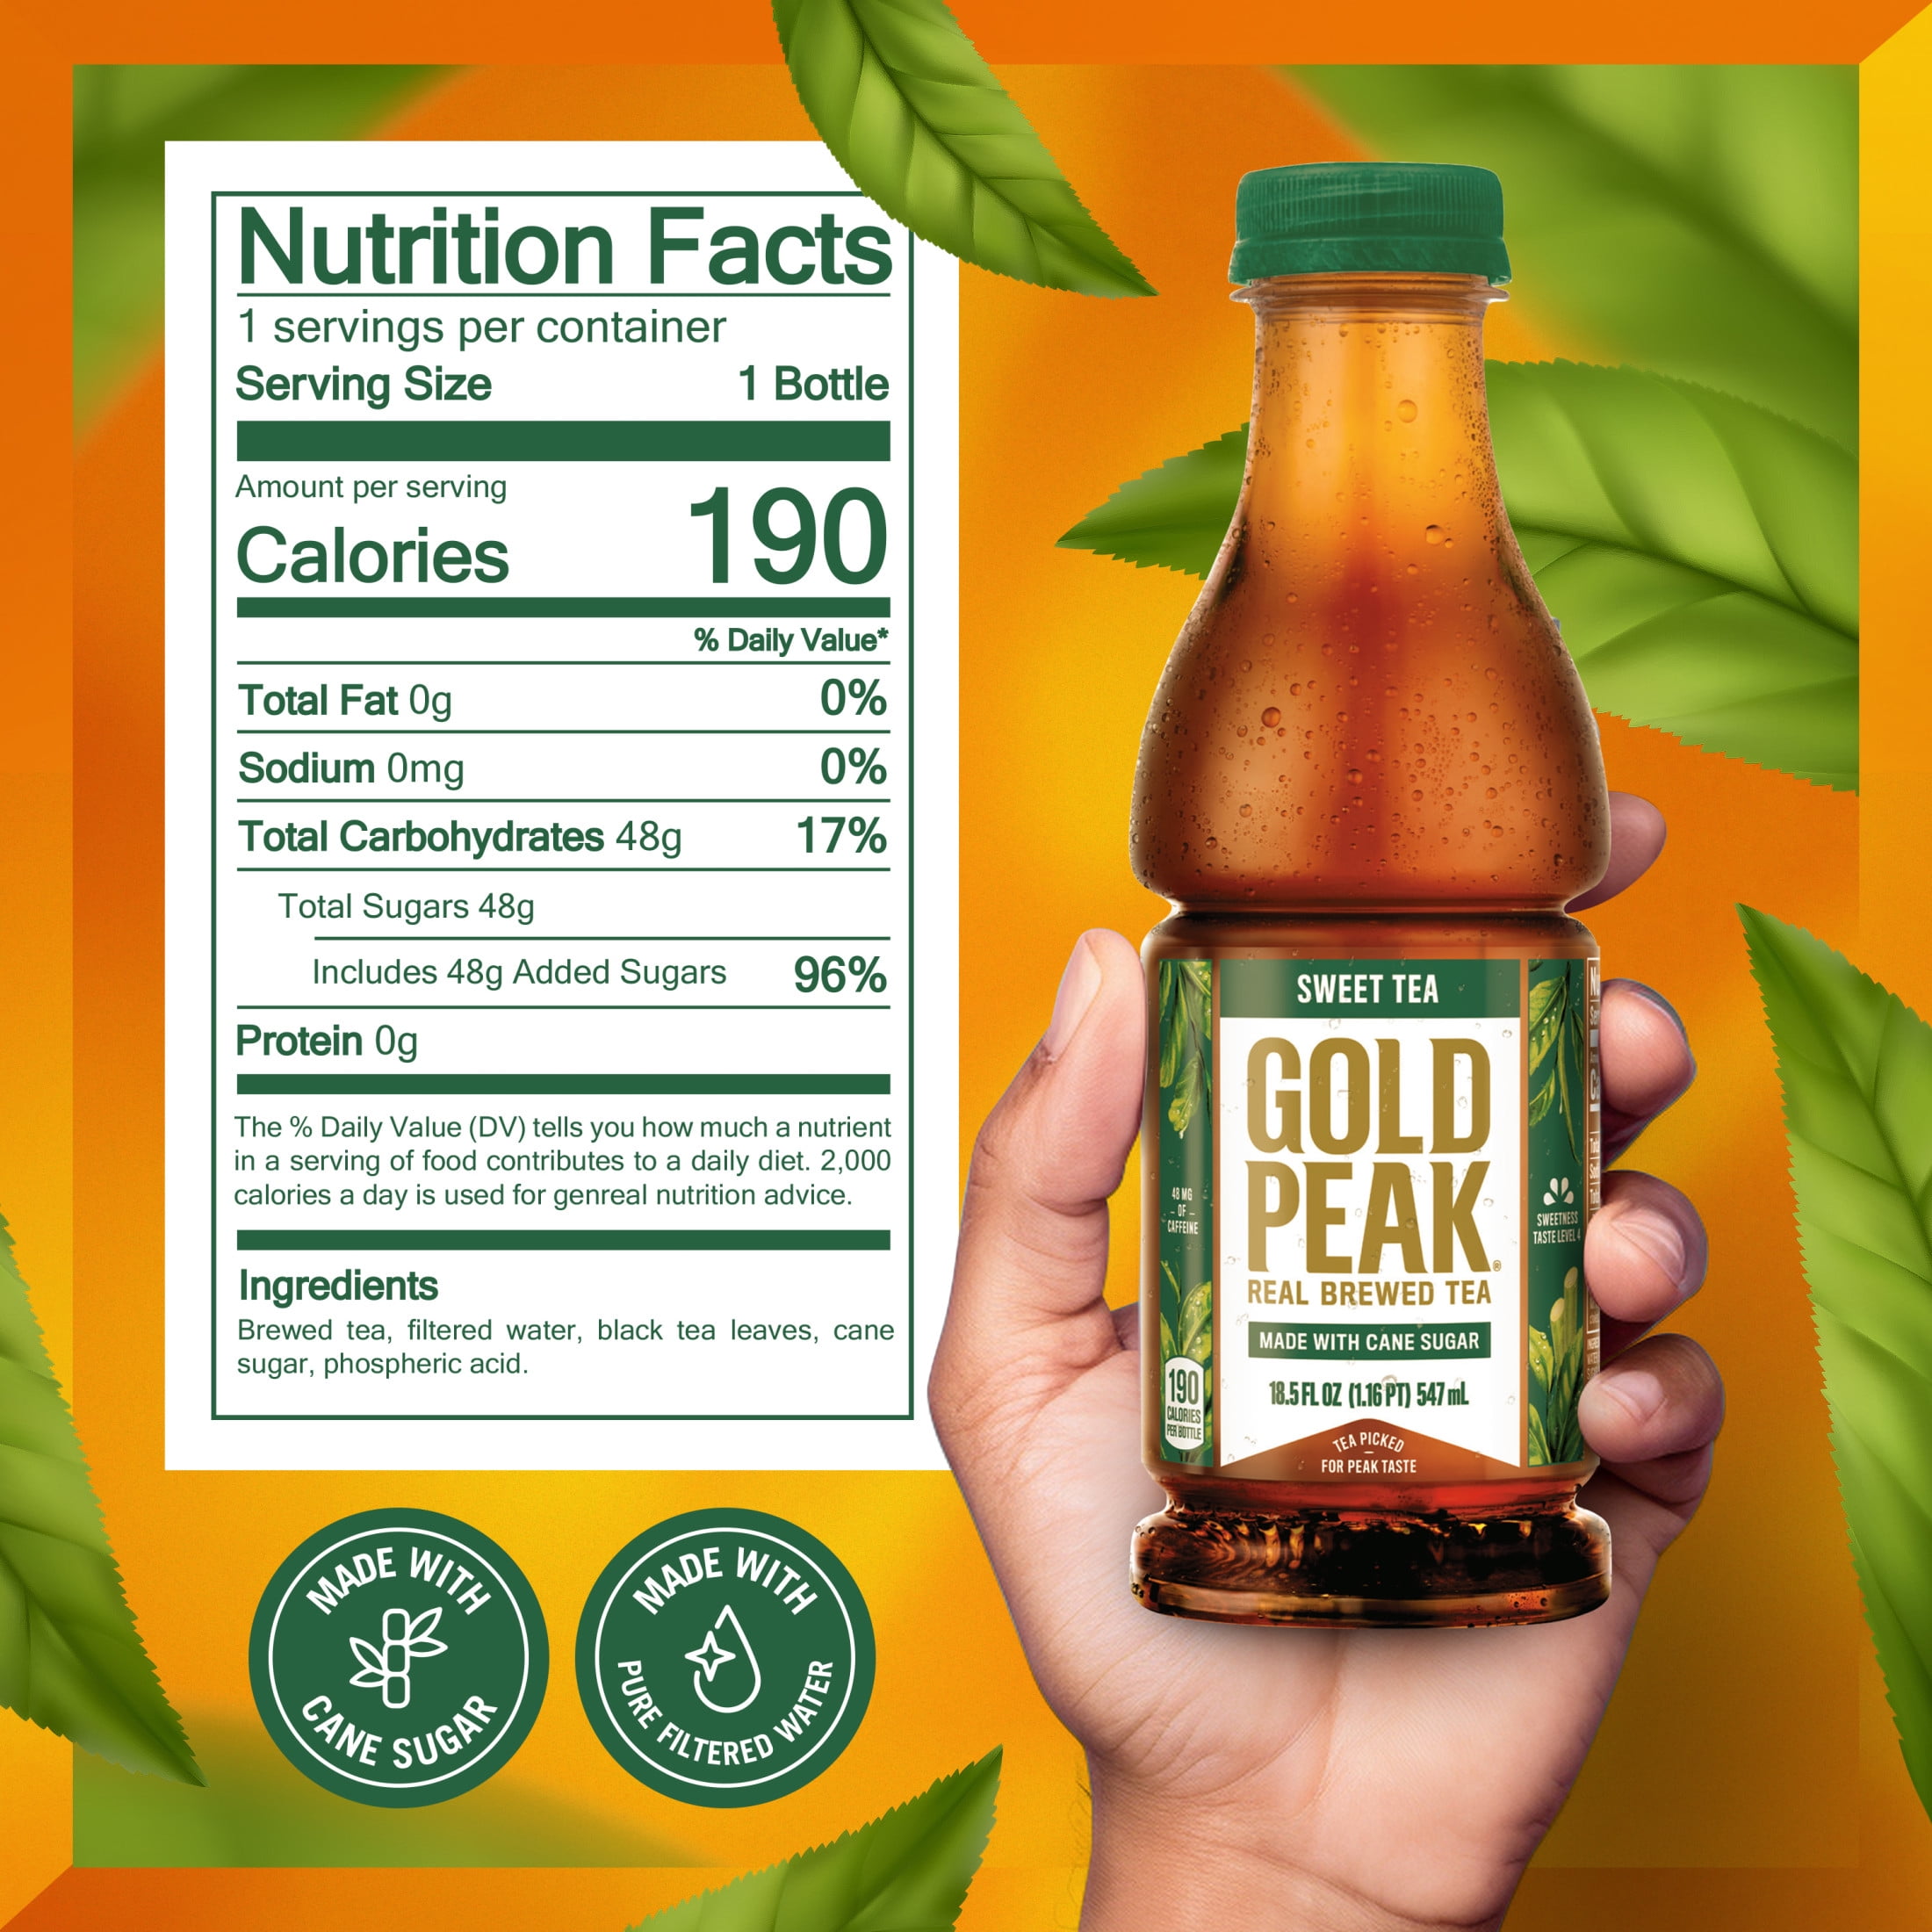 Nutrition Facts
1 servings per container
Serving Size 1 Bottle
Amount per serving
Calories 190
% Daily Value*
Total Fat 0g 0%
Sodium 0mg 0%
Total Carbohydrates 48g 17%
Total Sugars 48g
Includes 48g Added Sugars 96%
Protein 0g
The % Daily Value (DV) tells you how much a nutrient
in a serving of food contributes to a daily diet. 2,000
calories a day is used for genreal nutrition advice.
Ingredients
Brewed tea, filtered water, black tea leaves, cane
sugar, phospheric acid.
MADE WITH
CANE SUGAR
MADE WITH
PURE FILTERED WATER
SWEET TEA
GOLD
PEAK®
REAL BREWED TEA
MADE WITH CANE SUGAR
18.5 FL OZ (1.16 PT) 547 mL
TEA PICKED
FOR PEAK TASTE
48 MG
– OF –
CAFFEINE
190
CALORIES
PER BOTTLE
SWEETNESS
TASTE LEVEL 4